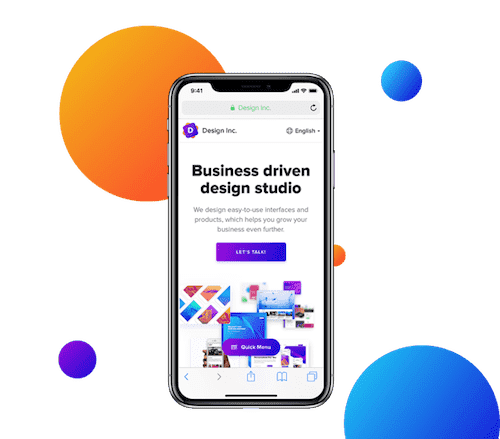 9:41
Design Inc.
Design Inc.
English
Business driven
design studio
We design easy-to-use interfaces and
products, which helps you grow your
business even further.
LET'S TALK!
Quick Menu